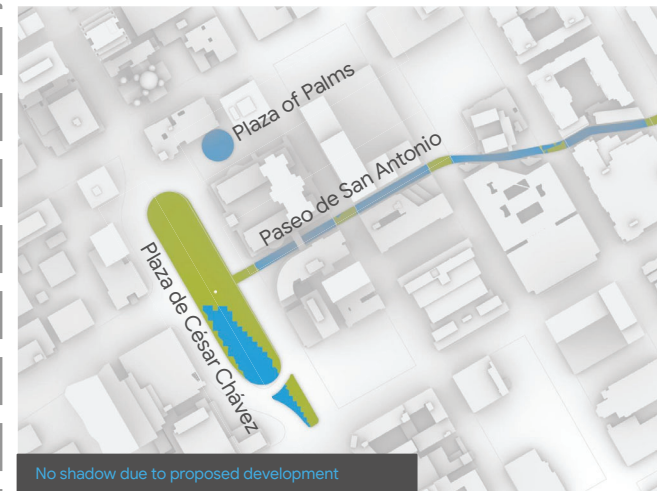 Plaza of Palms
Paseo de San Antonio
Plaza de César Chávez
No shadow due to proposed development